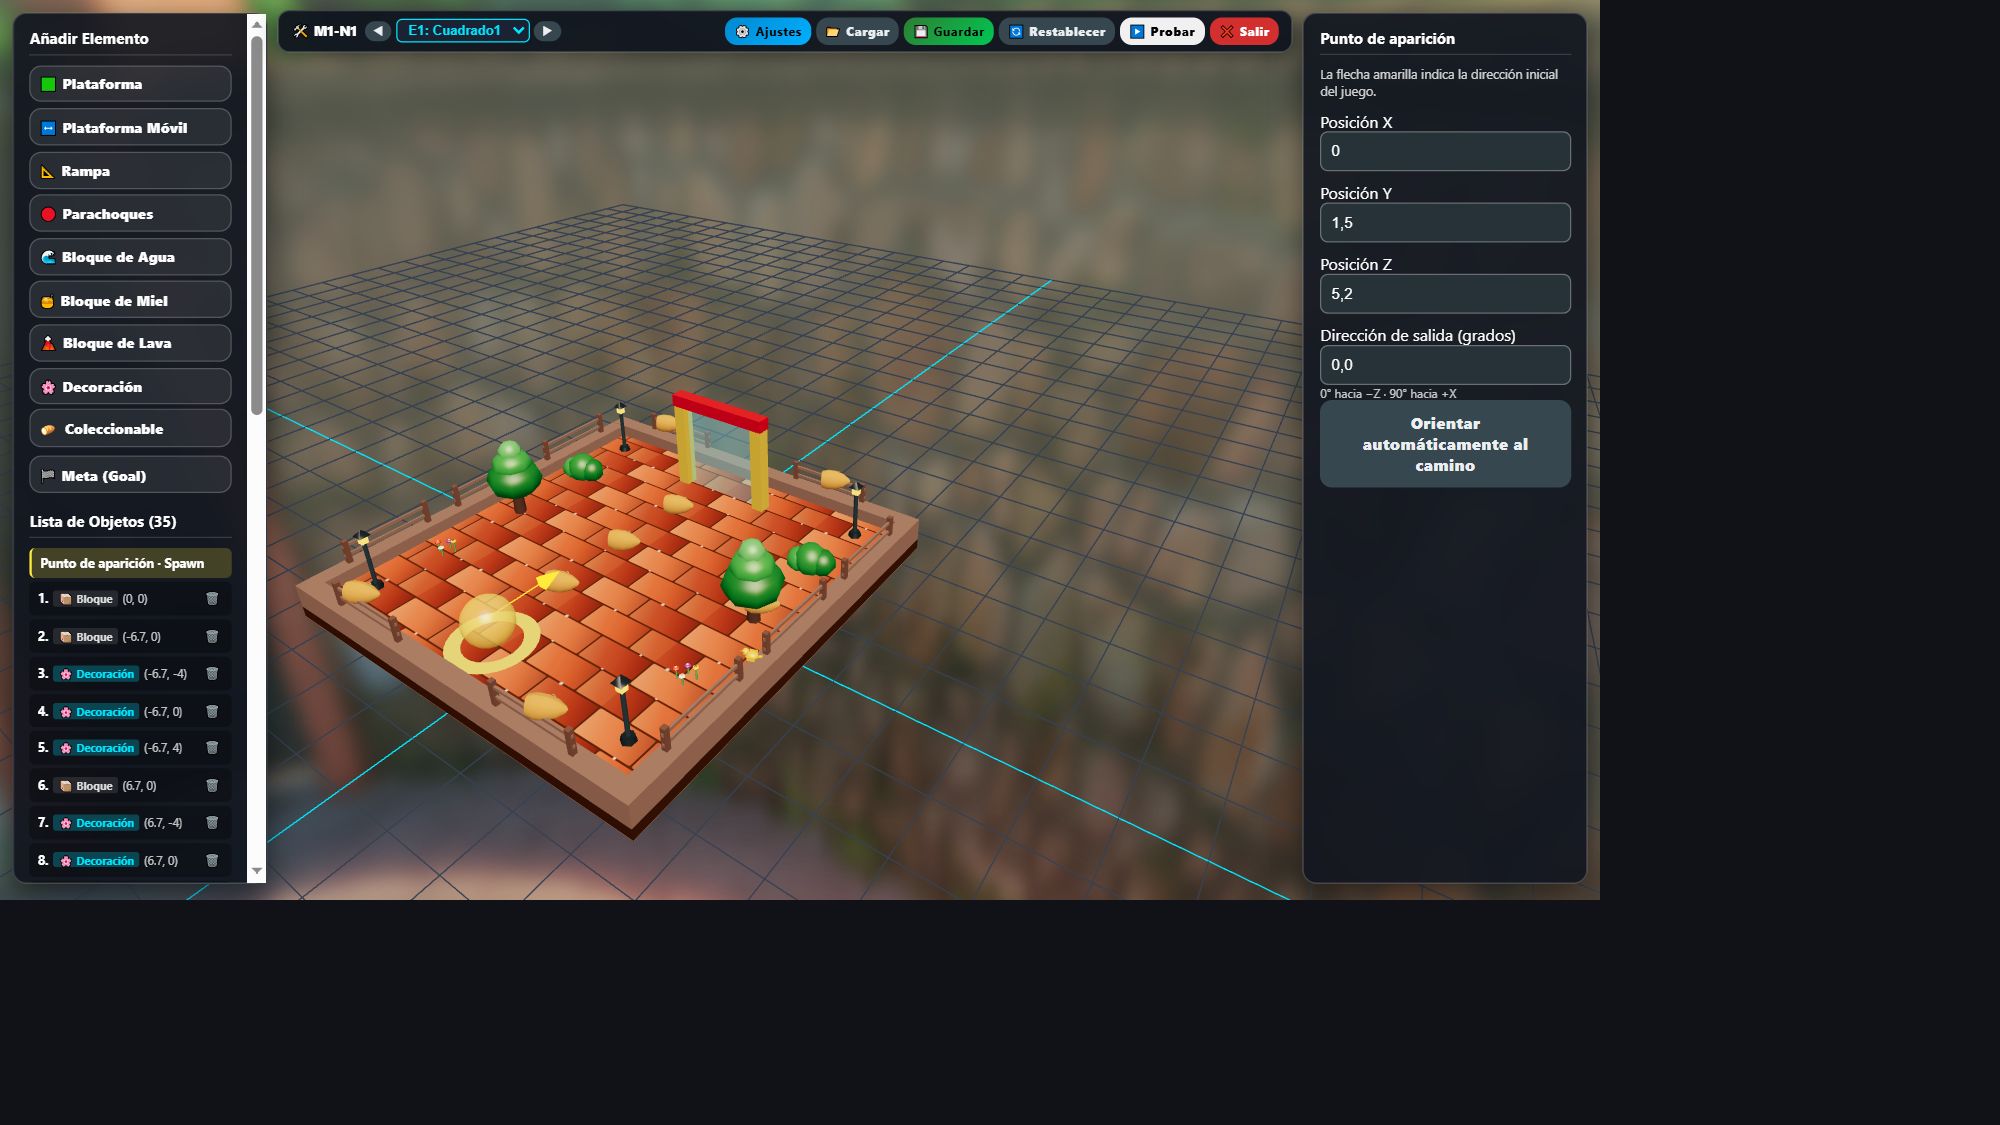 Añadir Elemento
Plataforma
Plataforma Móvil
Rampa
Parachoques
Bloque de Agua
Bloque de Miel
Bloque de Lava
Decoración
Coleccionable
Meta (Goal)
Lista de Objetos (35)
Punto de aparición - Spawn
1. Bloque (0, 0)
2. Bloque (-6.7, 0)
3. Decoración (-6.7, -4)
4. Decoración (-6.7, 0)
5. Decoración (-6.7, 4)
6. Bloque (6.7, 0)
7. Decoración (6.7, -4)
8. Decoración (6.7, 0)
M1-N1 ◀ E1: Cuadrado1 ▶ Ajustes Cargar Guardar Restablecer Probar Salir
Punto de aparición
La flecha amarilla indica la dirección inicial
del juego.
Posición X
0
Posición Y
1,5
Posición Z
5,2
Dirección de salida (grados)
0,0
0° hacia −Z · 90° hacia +X
Orientar
automáticamente al
camino